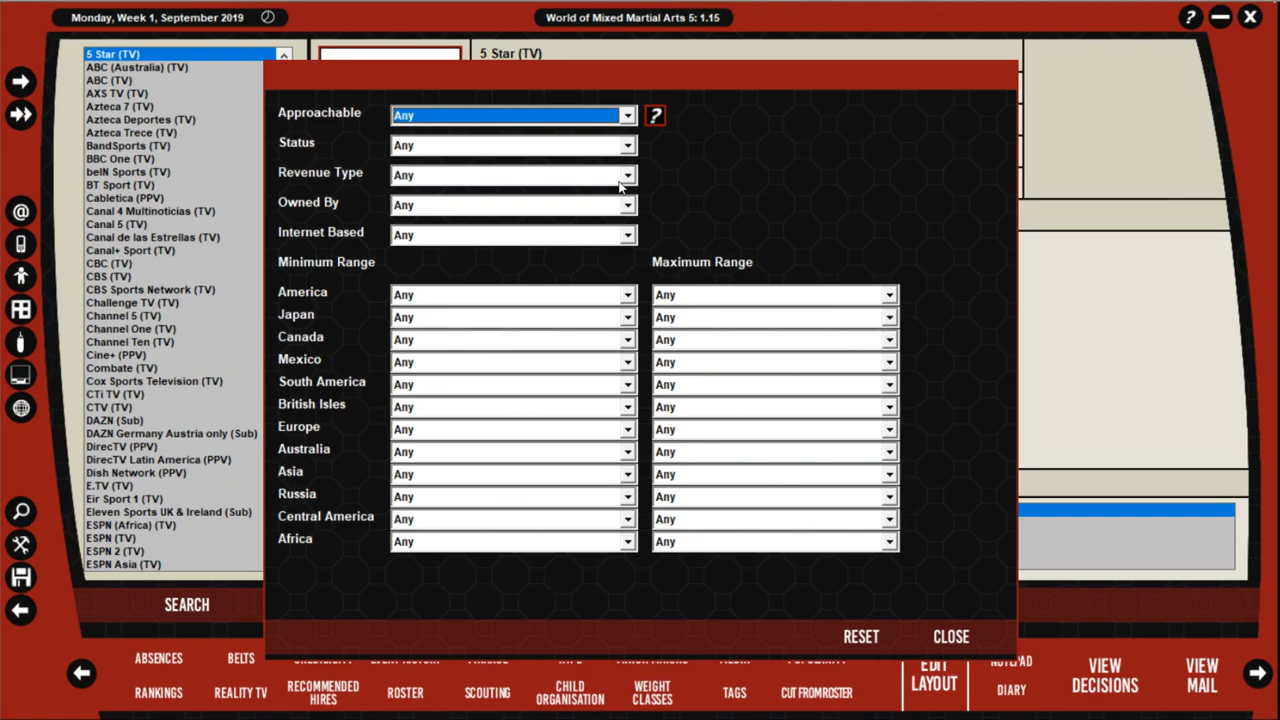 Monday, Week 1, September 2019
World of Mixed Martial Arts 5: 1.15
?
5 Star (TV)
ABC (Australia) (TV)
ABC (TV)
AXS TV (TV)
Azteca 7 (TV)
Azteca Deportes (TV)
Azteca Trece (TV)
BandSports (TV)
BBC One (TV)
beIN Sports (TV)
BT Sport (TV)
Cabletica (PPV)
Canal 4 Multinoticias (TV)
Canal 5 (TV)
Canal de las Estrellas (TV)
Canal+ Sport (TV)
CBC (TV)
CBS (TV)
CBS Sports Network (TV)
Challenge TV (TV)
Channel 5 (TV)
Channel One (TV)
Channel Ten (TV)
Cine+ (PPV)
Combate (TV)
Cox Sports Television (TV)
CTi TV (TV)
CTV (TV)
DAZN (Sub)
DAZN Germany Austria only (Sub)
DirecTV (PPV)
DirecTV Latin America (PPV)
Dish Network (PPV)
E.TV (TV)
Eir Sport 1 (TV)
Eleven Sports UK & Ireland (Sub)
ESPN (Africa) (TV)
ESPN (TV)
ESPN 2 (TV)
ESPN Asia (TV)
SEARCH
5 Star (TV)
Approachable Any ?
Status Any
Revenue Type Any
Owned By Any
Internet Based Any
Minimum Range Maximum Range
America Any Any
Japan Any Any
Canada Any Any
Mexico Any Any
South America Any Any
British Isles Any Any
Europe Any Any
Australia Any Any
Asia Any Any
Russia Any Any
Central America Any Any
Africa Any Any
RESET CLOSE
ABSENCES BELTS
RANKINGS REALITY TV RECOMMENDED HIRES ROSTER SCOUTING CHILD ORGANISATION WEIGHT CLASSES TAGS CUT FROM ROSTER
EDIT LAYOUT
NOTEPAD
DIARY
VIEW DECISIONS
VIEW MAIL